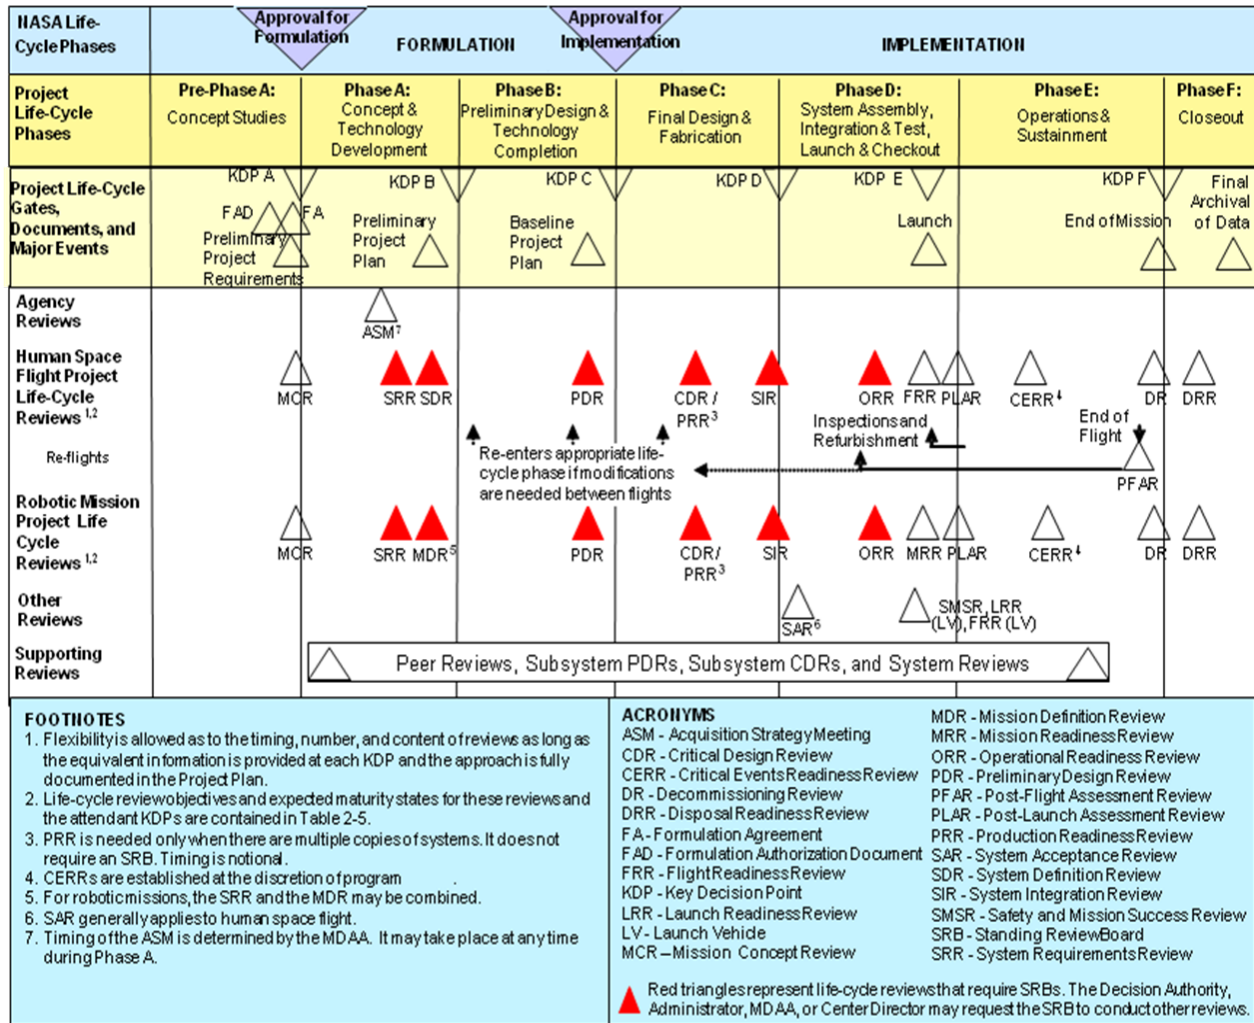 NASA Life-
Cycle Phases
Approval for
Formulation
FORMULATION
Approval for
Implementation
IMPLEMENTATION
Project
Life-Cycle
Phases
Pre-Phase A:
Concept Studies
Phase A:
Concept &
Technology
Development
Phase B:
Preliminary Design &
Technology
Completion
Phase C:
Final Design &
Fabrication
Phase D:
System Assembly,
Integration & Test,
Launch & Checkout
Phase E:
Operations &
Sustainment
Phase F:
Closeout
Project Life-Cycle
Gates,
Documents, and
Major Events
KDP A
KDP B
KDP C
KDP D
KDP E
KDP F
FAD
FA
Preliminary
Project
Requirements
Preliminary
Project
Plan
Baseline
Project
Plan
Launch
End of Mission
Final
Archival
of Data
Agency
Reviews
ASM7
Human Space
Flight Project
Life-Cycle
Reviews 1,2
MCR
SRR
SDR
PDR
CDR /
PRR3
SIR
ORR
FRR
PLAR
CERR4
DR
DRR
Re-flights
Re-enters appropriate life-
cycle phase if modifications
are needed between flights
Inspections and
Refurbishment
End of
Flight
PFAR
Robotic Mission
Project Life
Cycle
Reviews 1,2
MCR
SRR
MDR5
PDR
CDR/
PRR3
SIR
ORR
MRR
PLAR
CERR4
DR
DRR
Other
Reviews
SAR6
SMSR, LRR
(LV), FRR (LV)
Supporting
Reviews
Peer Reviews, Subsystem PDRs, Subsystem CDRs, and System Reviews
FOOTNOTES
1. Flexibility is allowed as to the timing, number, and content of reviews as long as
the equivalent information is provided at each KDP and the approach is fully
documented in the Project Plan.
2. Life-cycle review objectives and expected maturity states for these reviews and
the attendant KDPs are contained in Table 2-5.
3. PRR is needed only when there are multiple copies of systems. It does not
require an SRB. Timing is notional.
4. CERRs are established at the discretion of program .
5. For robotic missions, the SRR and the MDR may be combined.
6. SAR generally applies to human space flight.
7. Timing of the ASM is determined by the MDAA. It may take place at any time
during Phase A.
ACRONYMS
ASM - Acquisition Strategy Meeting
CDR - Critical Design Review
CERR - Critical Events Readiness Review
DR - Decommissioning Review
DRR - Disposal Readiness Review
FA - Formulation Agreement
FAD - Formulation Authorization Document
FRR - Flight Readiness Review
KDP - Key Decision Point
LRR - Launch Readiness Review
LV - Launch Vehicle
MCR – Mission Concept Review
MDR - Mission Definition Review
MRR - Mission Readiness Review
ORR - Operational Readiness Review
PDR - Preliminary Design Review
PFAR - Post-Flight Assessment Review
PLAR - Post-Launch Assessment Review
PRR - Production Readiness Review
SAR - System Acceptance Review
SDR - System Definition Review
SIR - System Integration Review
SMSR - Safety and Mission Success Review
SRB - Standing Review Board
SRR - System Requirements Review
Red triangles represent life-cycle reviews that require SRBs. The Decision Authority,
Administrator, MDAA, or Center Director may request the SRB to conduct other reviews.